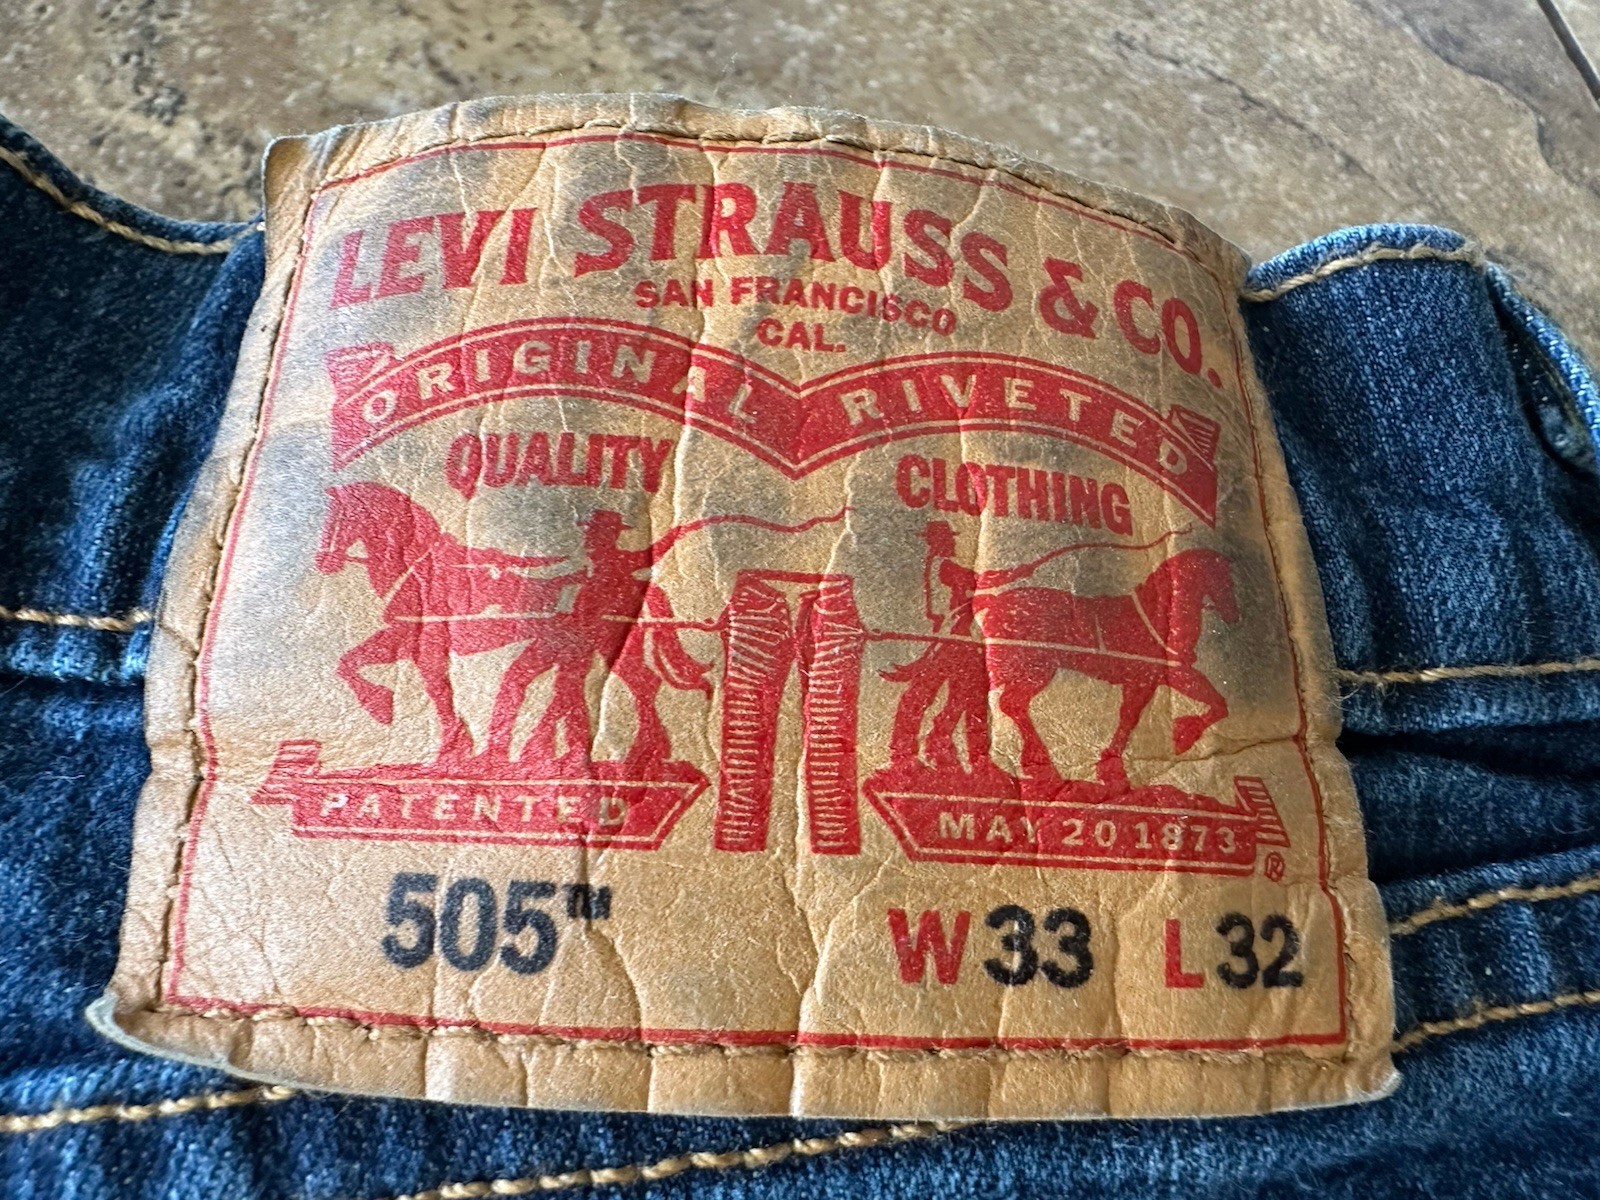 LEVI STRAUSS & CO.
SAN FRANCISCO
CAL.
ORIGINAL RIVETED
QUALITY CLOTHING
PATENTED MAY 20 1873 ®
505™ W33 L32